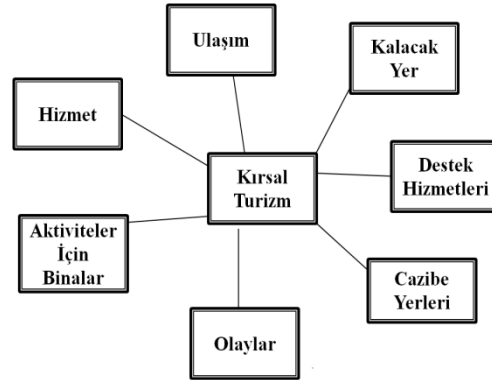 Ulaşım
Kalacak
Yer
Hizmet
Kırsal
Turizm
Destek
Hizmetleri
Aktiviteler
İçin
Binalar
Cazibe
Yerleri
Olaylar